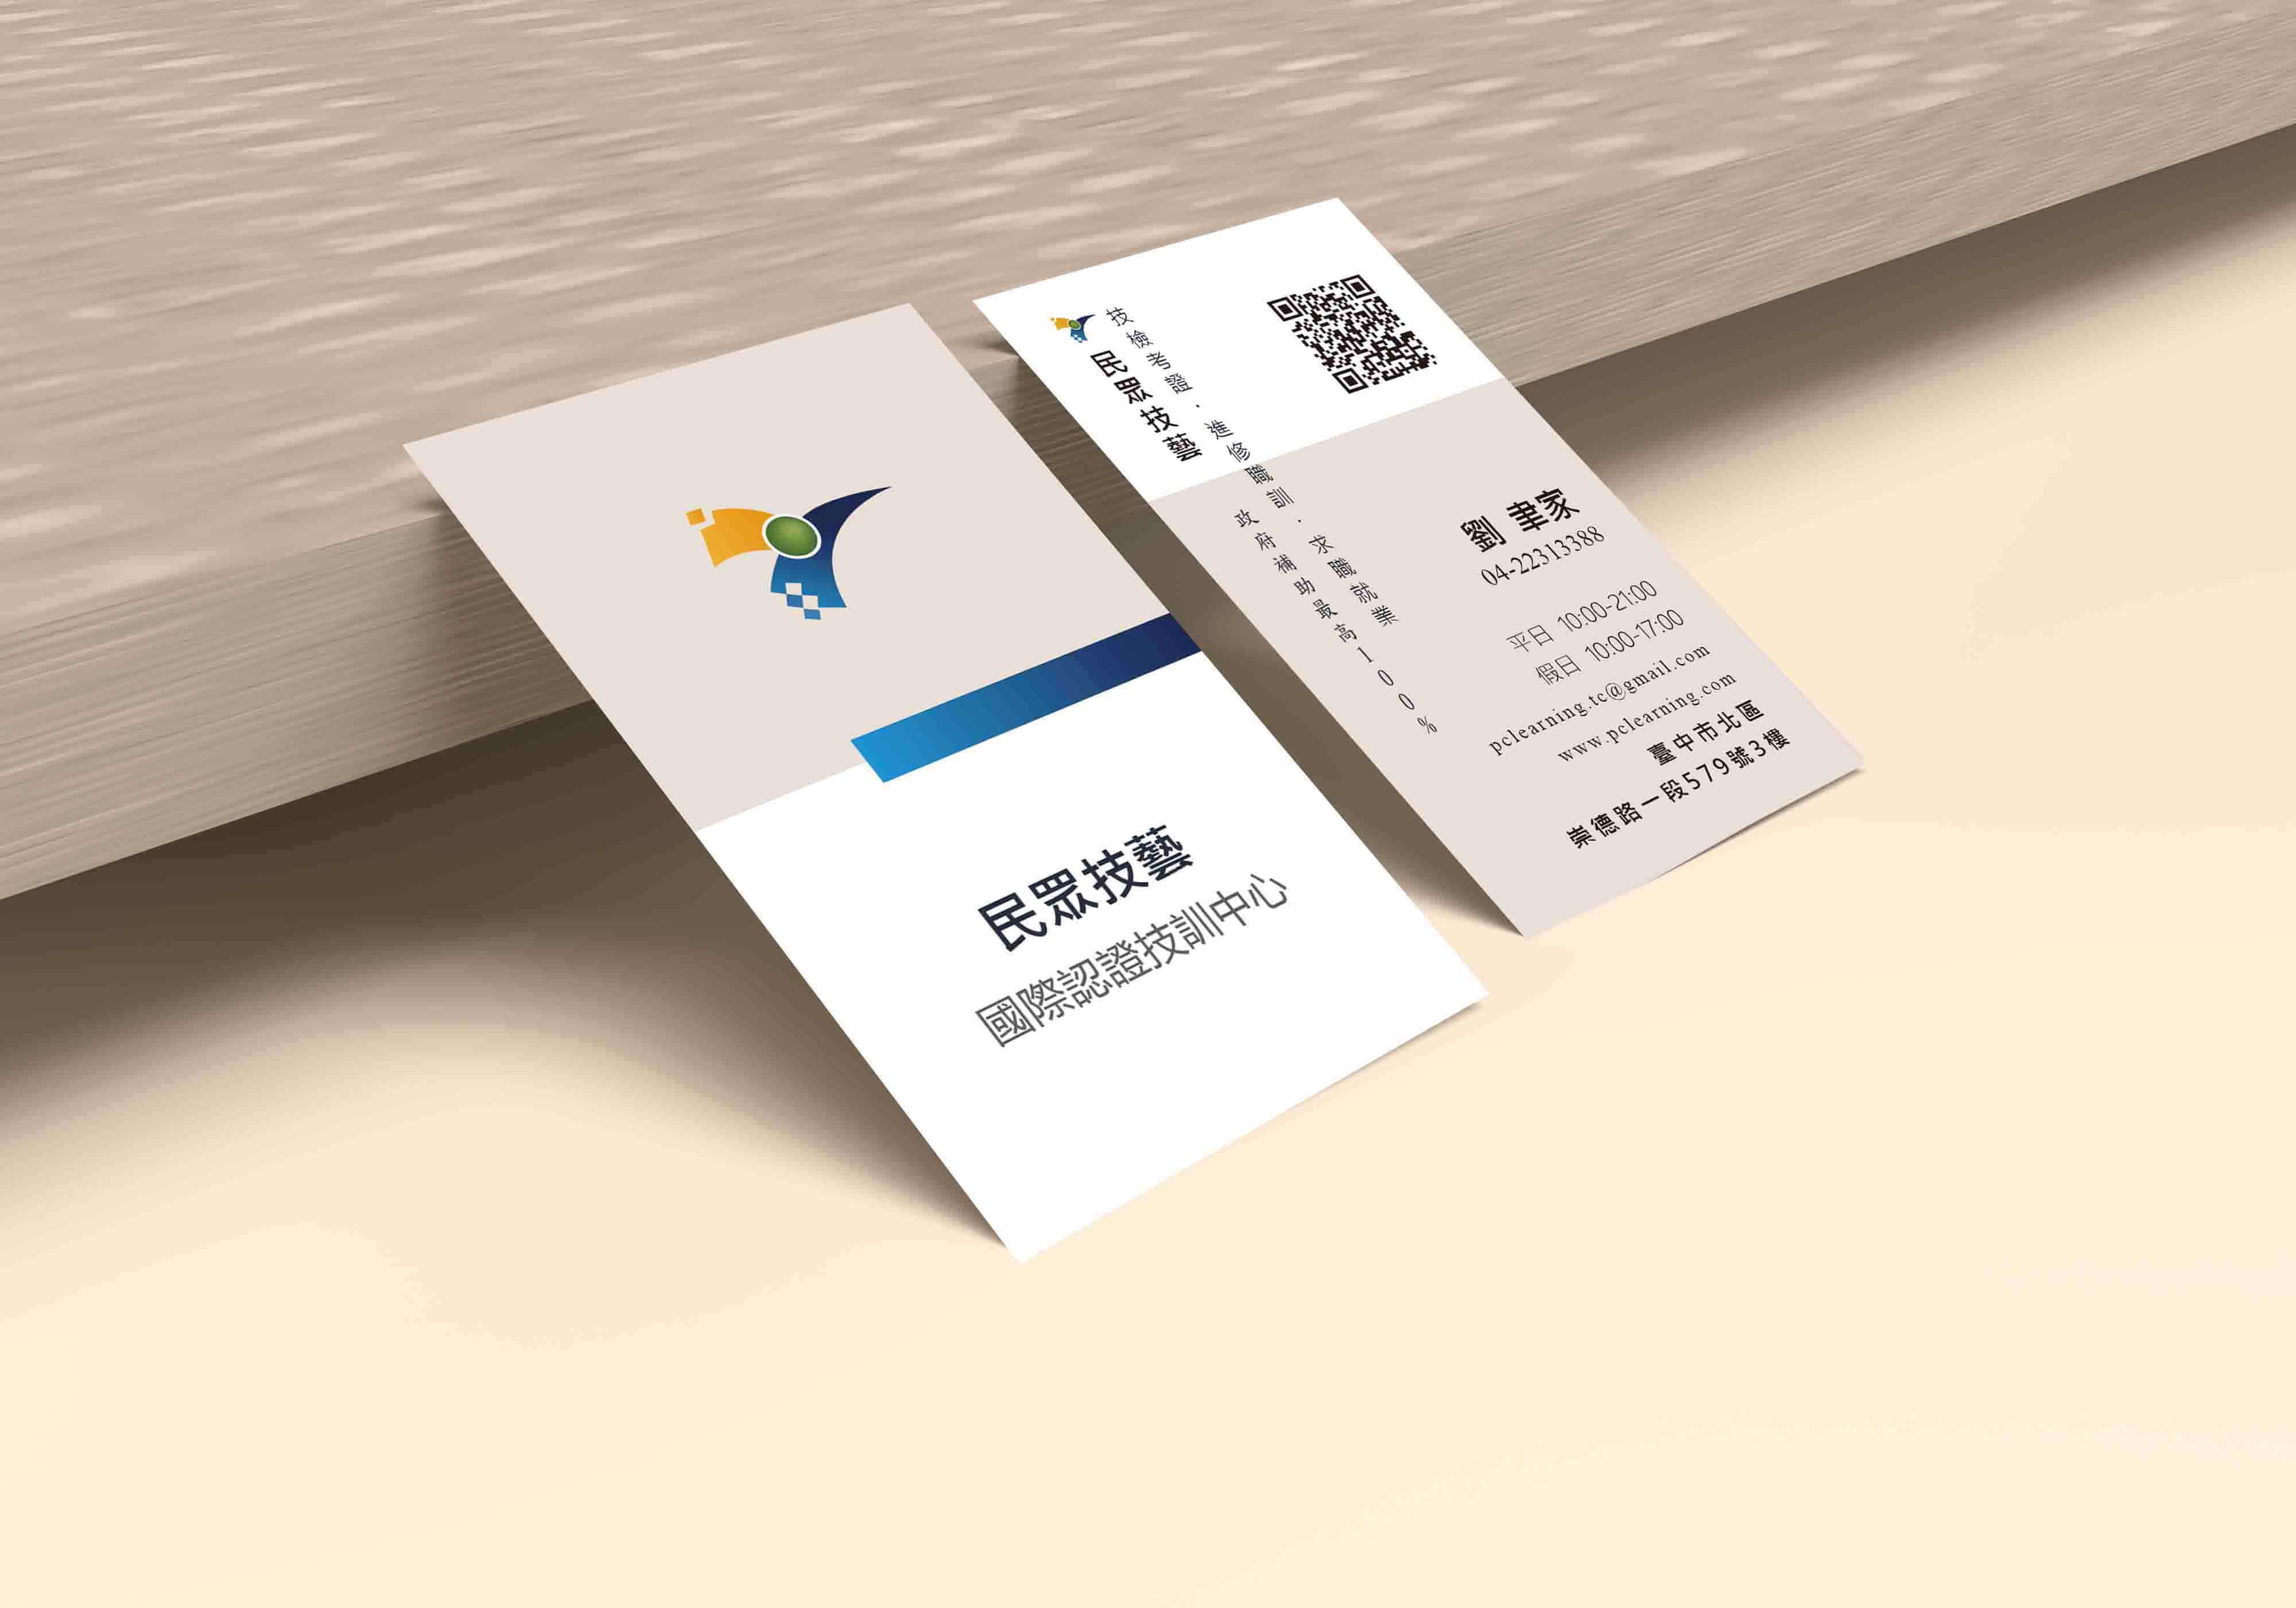 民眾技藝
國際認證技訓中心
民眾技藝
技檢考證．進修職訓．求職就業
政府補助最高100%
劉 聿家
04-22313388
平日 10:00-21:00
假日 10:00-17:00
pclearning.tc@gmail.com
www.pclearning.com
臺中市北區
崇德路一段579號3樓